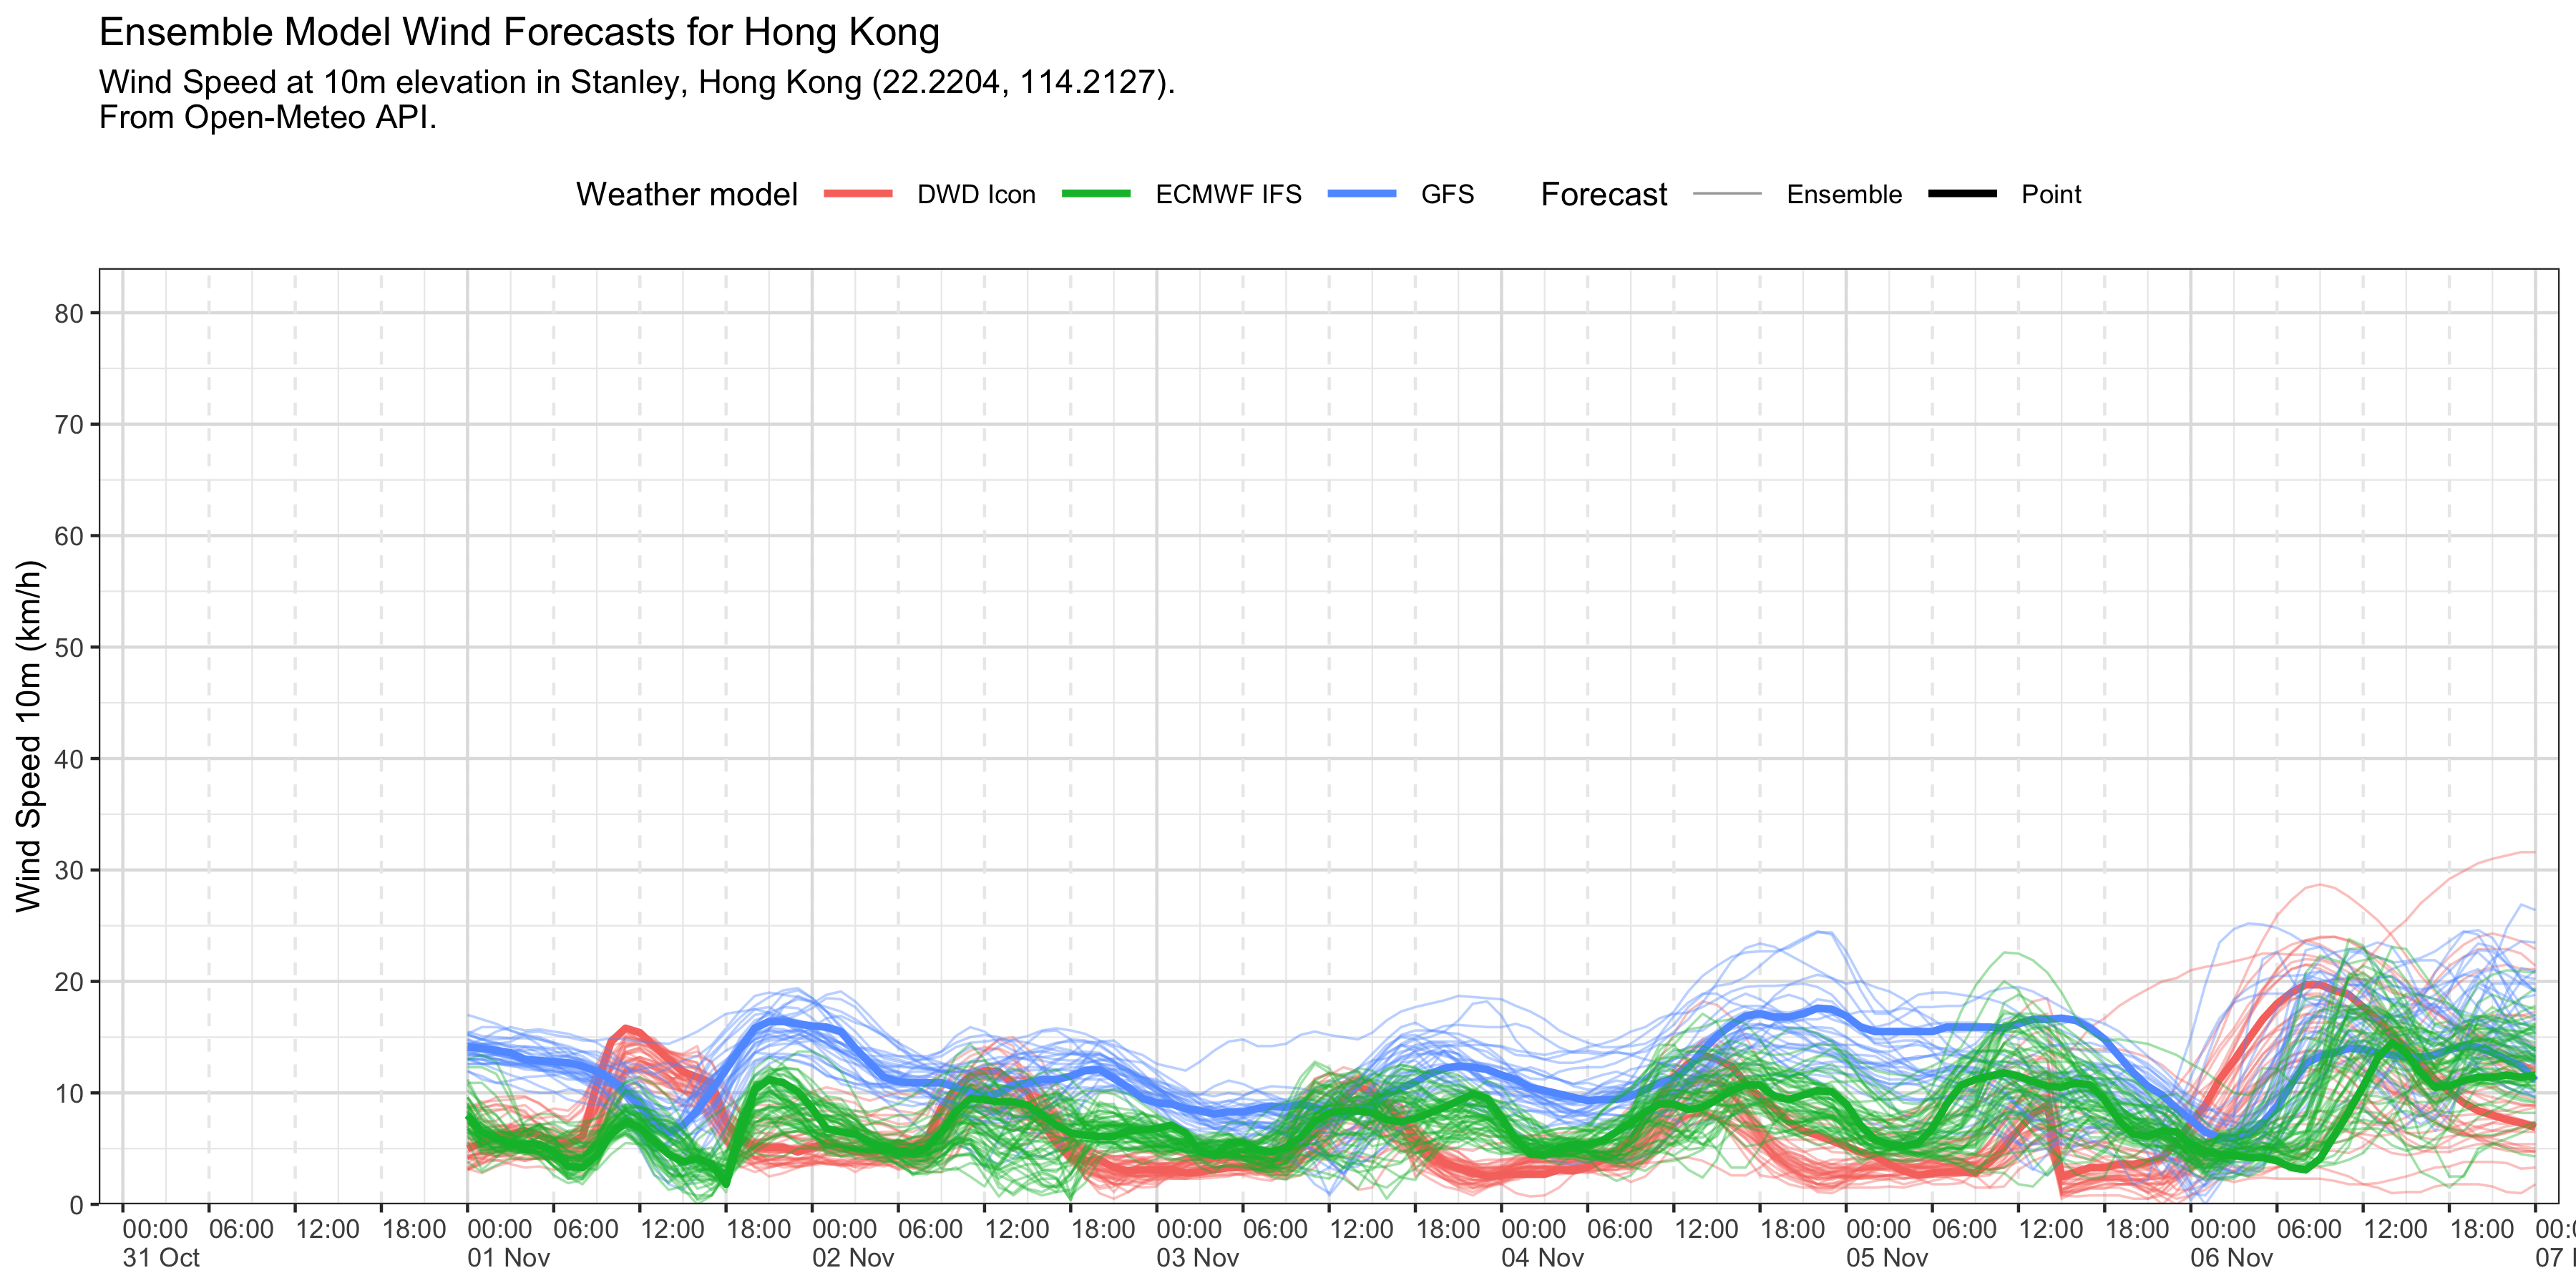 Ensemble Model Wind Forecasts for Hong Kong
Wind Speed at 10m elevation in Stanley, Hong Kong (22.2204, 114.2127).
From Open-Meteo API.
Weather model DWD Icon ECMWF IFS GFS Forecast Ensemble Point
Wind Speed 10m (km/h)
80
70
60
50
40
30
20
10
0
00:00 06:00 12:00 18:00 00:00 06:00 12:00 18:00 00:00 06:00 12:00 18:00 00:00 06:00 12:00 18:00 00:00 06:00 12:00 18:00 00:00 06:00 12:00 18:00 00:00 06:00 12:00 18:00
31 Oct 01 Nov 02 Nov 03 Nov 04 Nov 05 Nov 06 Nov 07